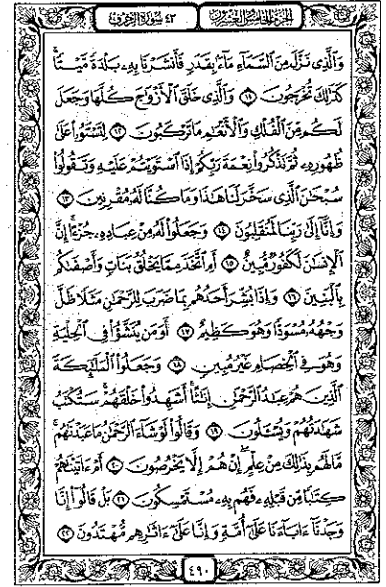 الجزء الخامس والعشرون
٤٣ سورة الزخرف
وَٱلَّذِى نَزَّلَ مِنَ ٱلسَّمَآءِ مَآءَۢ بِقَدَرٍ فَأَنشَرْنَا بِهِۦ بَلْدَةً مَّيْتًا ۚ
كَذَٰلِكَ تُخْرَجُونَ ۝١١ وَٱلَّذِى خَلَقَ ٱلْأَزْوَٰجَ كُلَّهَا وَجَعَلَ
لَكُم مِّنَ ٱلْفُلْكِ وَٱلْأَنْعَٰمِ مَا تَرْكَبُونَ ۝١٢ لِتَسْتَوُۥا۟ عَلَىٰ
ظُهُورِهِۦ ثُمَّ تَذْكُرُوا۟ نِعْمَةَ رَبِّكُمْ إِذَا ٱسْتَوَيْتُمْ عَلَيْهِ وَتَقُولُوا۟
سُبْحَٰنَ ٱلَّذِى سَخَّرَ لَنَا هَٰذَا وَمَا كُنَّا لَهُۥ مُقْرِنِينَ ۝١٣
وَإِنَّآ إِلَىٰ رَبِّنَا لَمُنقَلِبُونَ ۝١٤ وَجَعَلُوا۟ لَهُۥ مِنْ عِبَادِهِۦ جُزْءًا ۚ إِنَّ
ٱلْإِنسَٰنَ لَكَفُورٌ مُّبِينٌ ۝١٥ أَمِ ٱتَّخَذَ مِمَّا يَخْلُقُ بَنَاتٍ وَأَصْفَىٰكُم
بِٱلْبَنِينَ ۝١٦ وَإِذَا بُشِّرَ أَحَدُهُم بِمَا ضَرَبَ لِلرَّحْمَٰنِ مَثَلًا ظَلَّ
وَجْهُهُۥ مُسْوَدًّا وَهُوَ كَظِيمٌ ۝١٧ أَوَمَن يُنَشَّؤُا۟ فِى ٱلْحِلْيَةِ
وَهُوَ فِى ٱلْخِصَامِ غَيْرُ مُبِينٍ ۝١٨ وَجَعَلُوا۟ ٱلْمَلَٰٓئِكَةَ
ٱلَّذِينَ هُمْ عِبَٰدُ ٱلرَّحْمَٰنِ إِنَٰثًا ۚ أَشَهِدُوا۟ خَلْقَهُمْ ۚ سَتُكْتَبُ
شَهَٰدَتُهُمْ وَيُسْـَٔلُونَ ۝١٩ وَقَالُوا۟ لَوْ شَآءَ ٱلرَّحْمَٰنُ مَا عَبَدْنَٰهُم ۗ
مَّا لَهُم بِذَٰلِكَ مِنْ عِلْمٍ ۖ إِنْ هُمْ إِلَّا يَخْرُصُونَ ۝٢٠ أَمْ ءَاتَيْنَٰهُمْ
كِتَٰبًا مِّن قَبْلِهِۦ فَهُم بِهِۦ مُسْتَمْسِكُونَ ۝٢١ بَلْ قَالُوٓا۟ إِنَّا
وَجَدْنَآ ءَابَآءَنَا عَلَىٰٓ أُمَّةٍ وَإِنَّا عَلَىٰٓ ءَاثَٰرِهِم مُّهْتَدُونَ ۝٢٢
٤٩٠